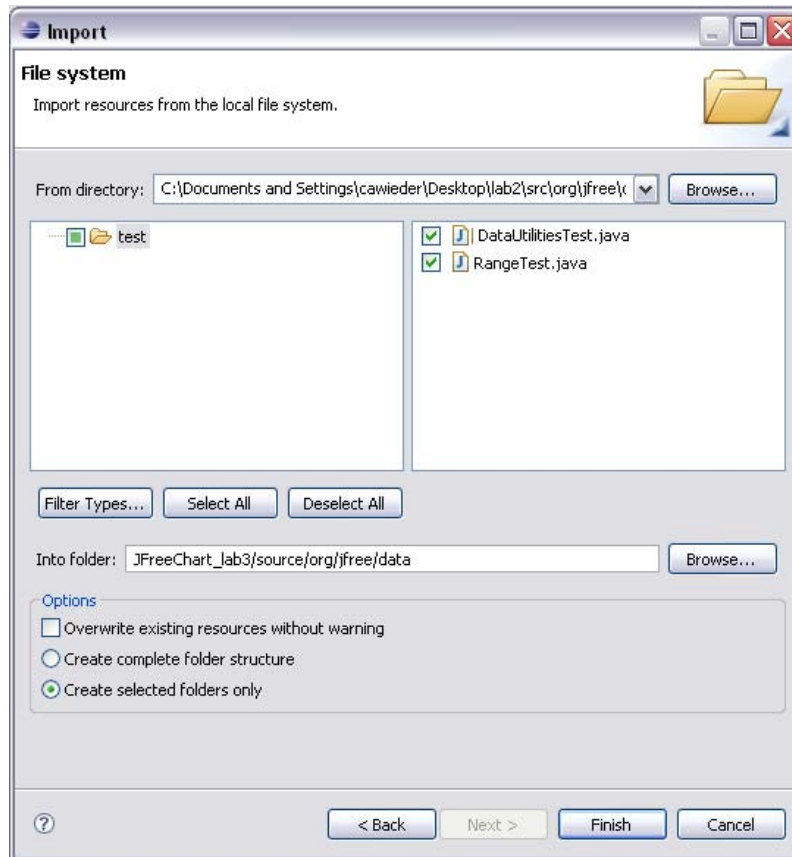 Import
File system
Import resources from the local file system.
From directory: C:\Documents and Settings\cawieder\Desktop\lab2\src\org\jfree\ Browse...
test
DataUtilitiesTest.java
RangeTest.java
Filter Types... Select All Deselect All
Into folder: JFreeChart_lab3/source/org/jfree/data Browse...
Options
Overwrite existing resources without warning
Create complete folder structure
Create selected folders only
< Back Next > Finish Cancel